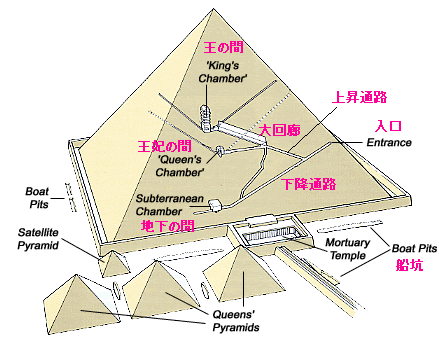 王の間
'King's
Chamber'
上昇通路
大回廊
入口
Entrance
王妃の間
'Queen's
Chamber'
下降通路
Boat
Pits
Subterranean
Chamber
地下の間
Satellite
Pyramid
Mortuary
Temple
Boat Pits
船坑
Queens'
Pyramids